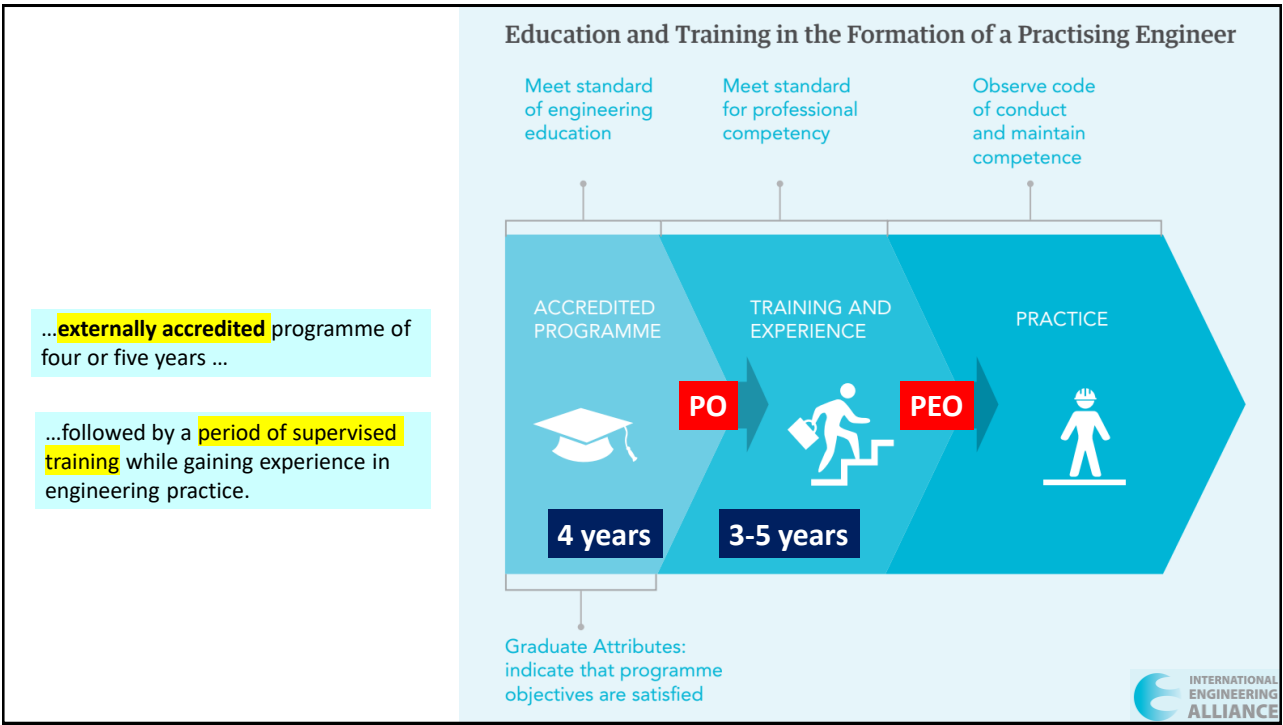 Education and Training in the Formation of a Practising Engineer
Meet standard
of engineering
education
Meet standard
for professional
competency
Observe code
of conduct
and maintain
competence
ACCREDITED
PROGRAMME
TRAINING AND
EXPERIENCE
PRACTICE
…externally accredited programme of
four or five years …
…followed by a period of supervised
training while gaining experience in
engineering practice.
PO
PEO
4 years
3-5 years
Graduate Attributes:
indicate that programme
objectives are satisfied
INTERNATIONAL
ENGINEERING
ALLIANCE